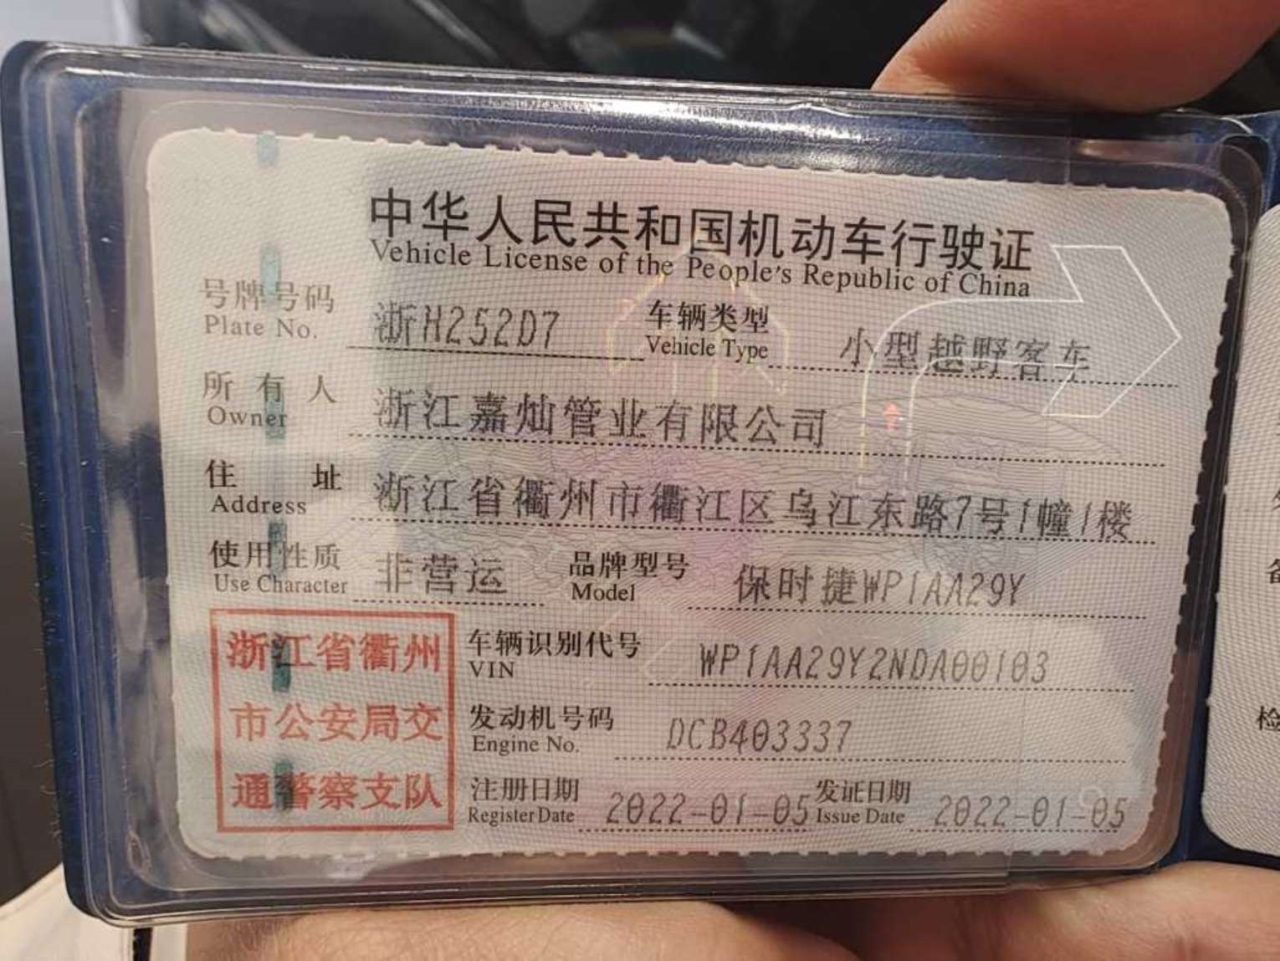 中华人民共和国机动车行驶证
Vehicle License of the People's Republic of China
号牌号码 浙H252D7 车辆类型 小型越野客车
Plate No. Vehicle Type
所有人 浙江嘉灿管业有限公司
Owner
住址 浙江省衢州市衢江区乌江东路7号1幢1楼
Address
使用性质 非营运 品牌型号 保时捷WP1AA29Y
Use Character Model
浙江省衢州
市公安局交
通警察支队
车辆识别代号 WP1AA29Y2NDA00103
VIN
发动机号码 DCB403337
Engine No.
注册日期 2022-01-05 发证日期 2022-01-05
Register Date Issue Date
检